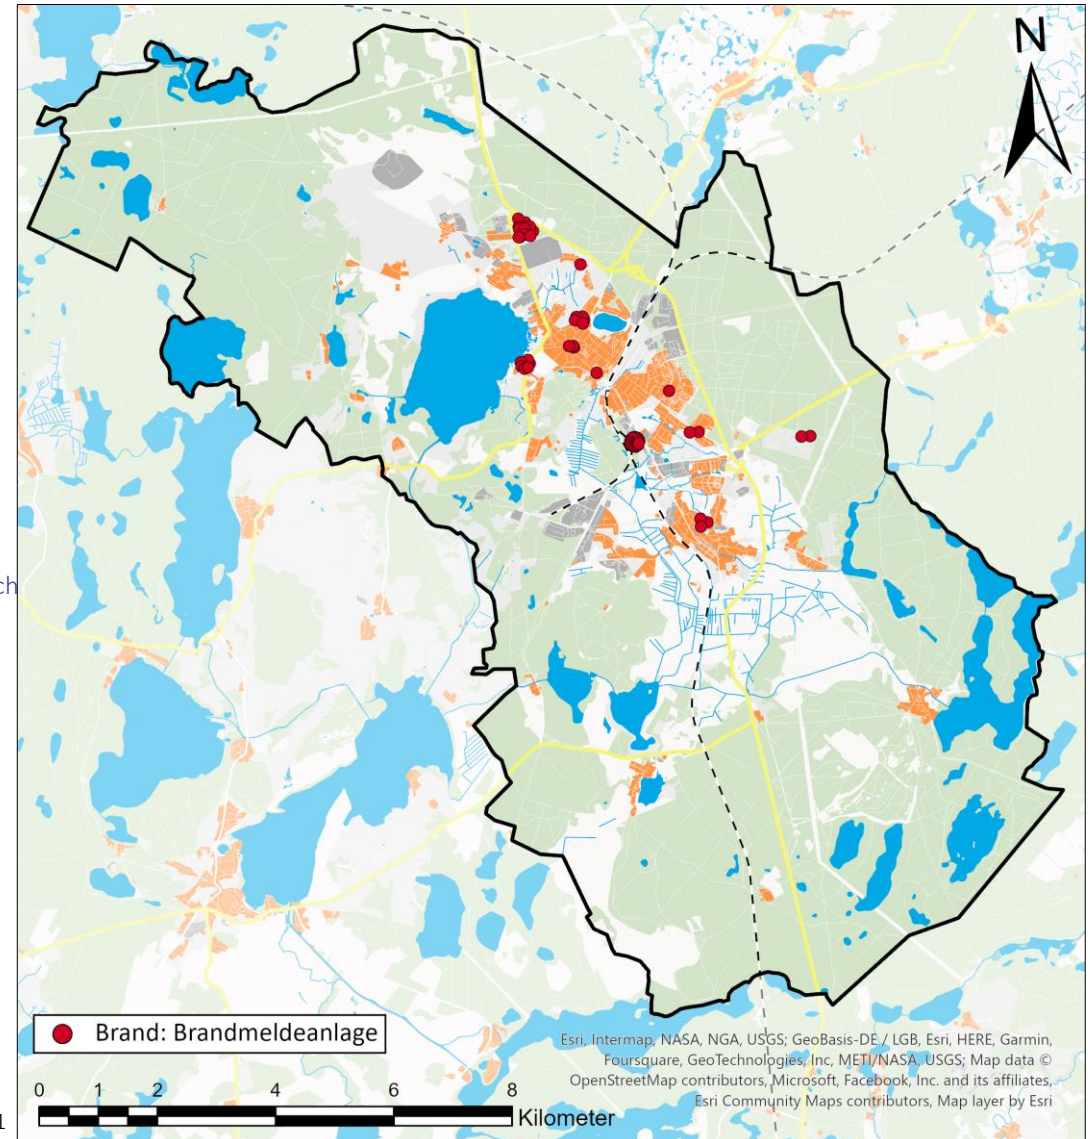 N
ch
Brand: Brandmeldeanlage
Esri, Intermap, NASA, NGA, USGS; GeoBasis-DE / LGB, Esri, HERE, Garmin,
Foursquare, GeoTechnologies, Inc, METI/NASA, USGS; Map data ©
OpenStreetMap contributors, Microsoft, Facebook, Inc. and its affiliates,
Esri Community Maps contributors, Map layer by Esri
0 1 2 4 6 8
Kilometer
1